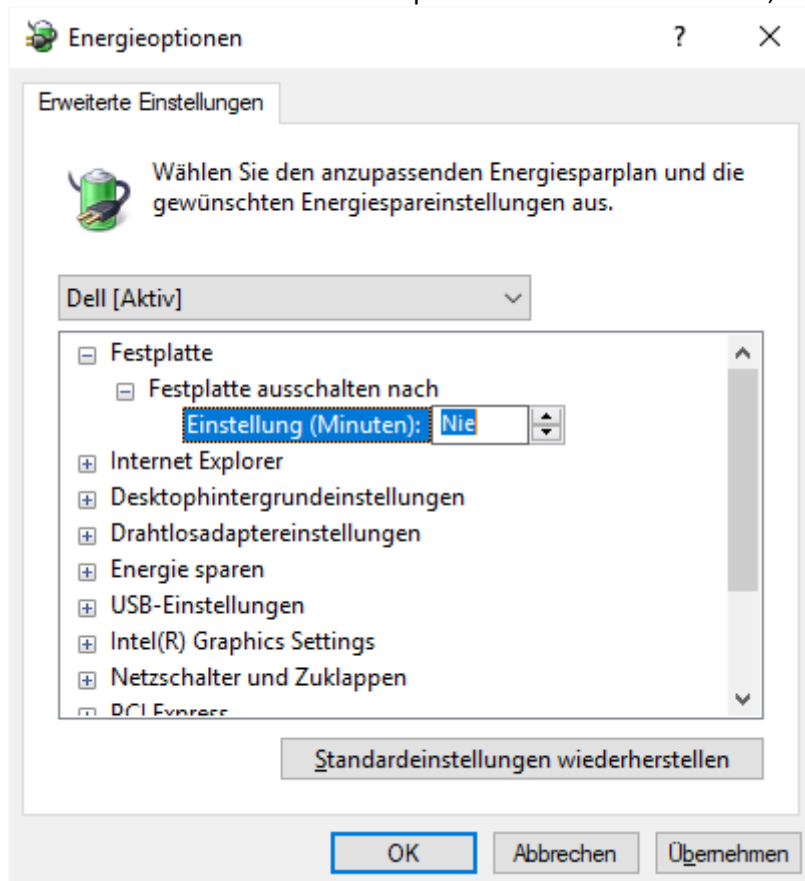 Energieoptionen
Erweiterte Einstellungen
Wählen Sie den anzupassenden Energiesparplan und die
gewünschten Energiespareinstellungen aus.
Dell [Aktiv]
Festplatte
Festplatte ausschalten nach
Einstellung (Minuten): Nie
Internet Explorer
Desktophintergrundeinstellungen
Drahtlosadaptereinstellungen
Energie sparen
USB-Einstellungen
Intel(R) Graphics Settings
Netzschalter und Zuklappen
PCI Express
Standardeinstellungen wiederherstellen
OK Abbrechen Übernehmen